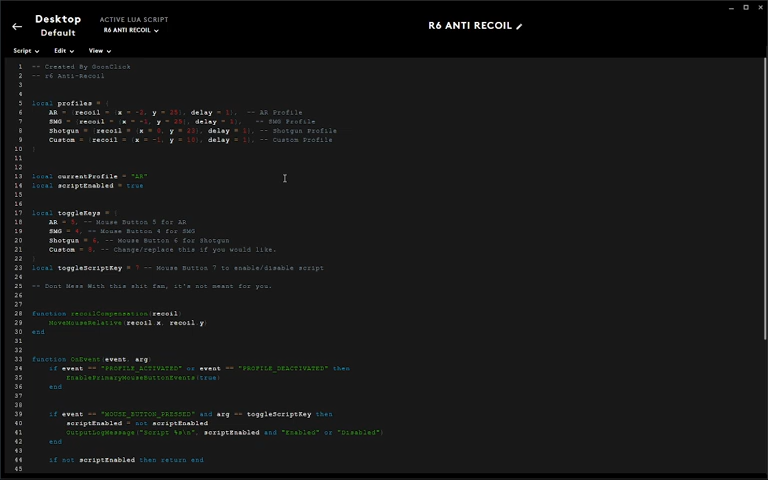 Desktop
Default
ACTIVE LUA SCRIPT
R6 ANTI RECOIL
R6 ANTI RECOIL
Script
Edit
View
1 -- Created By GoonClick
2 -- r6 Anti-Recoil
3
4
5 local profiles = {
6 AR = {recoil = {x = -2, y = 25}, delay = 1}, -- AR Profile
7 SMG = {recoil = {x = -1, y = 25}, delay = 1}, -- SMG Profile
8 Shotgun = {recoil = {x = 0, y = 23}, delay = 1}, -- Shotgun Profile
9 Custom = {recoil = {x = -1, y = 10}, delay = 1}, -- Custom Profile
10 }
11
12
13 local currentProfile = "AR"
14 local scriptEnabled = true
15
16
17 local toggleKeys = {
18 AR = 5, -- Mouse Button 5 for AR
19 SMG = 4, -- Mouse Button 4 for SMG
20 Shotgun = 6, -- Mouse Button 6 for Shotgun
21 Custom = 8, -- Change/replace this if you would like.
22 }
23 local toggleScriptKey = 7 -- Mouse Button 7 to enable/disable script
24
25 -- Dont Mess With this shit fam, it's not meant for you.
26
27
28 function recoilCompensation(recoil)
29 MoveMouseRelative(recoil.x, recoil.y)
30 end
31
32
33 function OnEvent(event, arg)
34 if event == "PROFILE_ACTIVATED" or event == "PROFILE_DEACTIVATED" then
35 EnablePrimaryMouseButtonEvents(true)
36 end
37
38
39 if event == "MOUSE_BUTTON_PRESSED" and arg == toggleScriptKey then
40 scriptEnabled = not scriptEnabled
41 OutputLogMessage("Script %s\n", scriptEnabled and "Enabled" or "Disabled")
42 end
43
44 if not scriptEnabled then return end
45